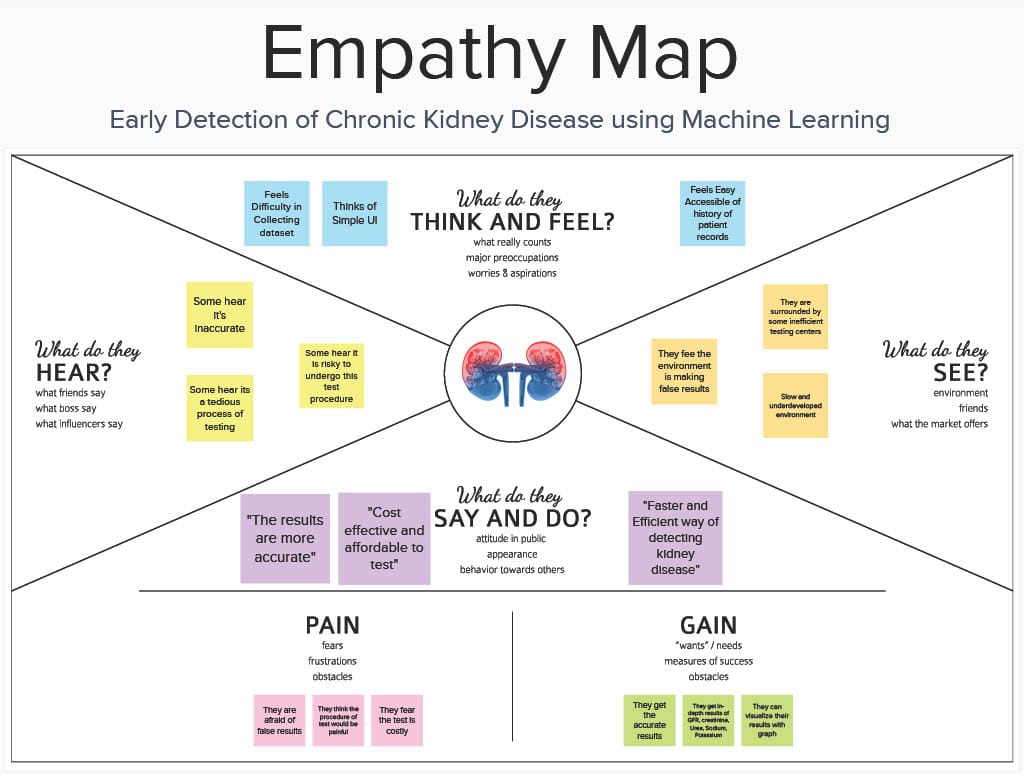 Empathy Map
Early Detection of Chronic Kidney Disease using Machine Learning
Feels
Difficulty in
Collecting
dataset
Thinks of
Simple UI
What do they
THINK AND FEEL?
what really counts
major preoccupations
worries & aspirations
Feels Easy
Accessible of
history of
patient
records
What do they
HEAR?
what friends say
what boss say
what influencers say
Some hear
it's
inaccurate
Some hear its
a tedious
process of
testing
Some hear it
is risky to
undergo this
test
procedure
They fee the
environment
is making
false results
They are
surrounded by
some inefficient
testing centers
Slow and
underdeveloped
environment
What do they
SEE?
environment
friends
what the market offers
"The results
are more
accurate"
"Cost
effective and
affordable to
test"
What do they
SAY AND DO?
attitude in public
appearance
behavior towards others
"Faster and
Efficient way of
detecting
kidney
disease"
PAIN
fears
frustrations
obstacles
They are
afraid of
false results
They think the
procedure of
test would be
painful
They fear
the test is
costly
GAIN
"wants" / needs
measures of success
obstacles
They get
the
accurate
results
They get in-
depth results of
GFR, creatinine,
Urea, Sodium,
Potassium
They can
visualize their
results with
graph